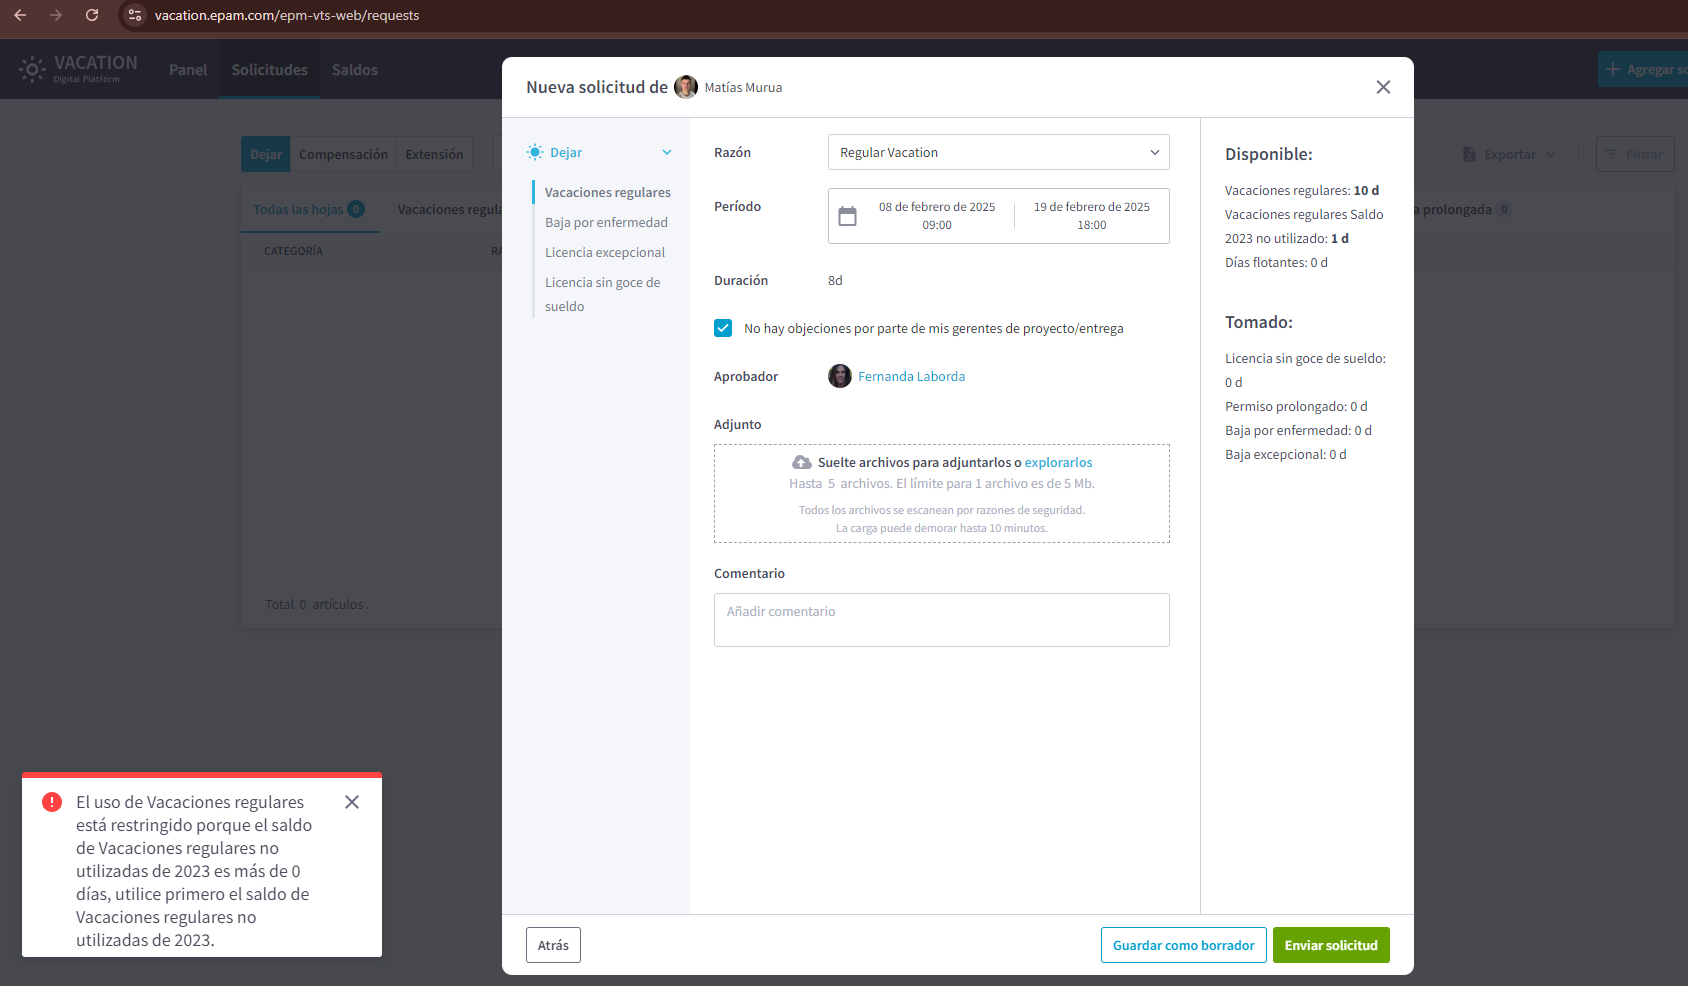 vacation.epam.com/epm-vts-web/requests
VACATION
Digital Platform
Panel
Solicitudes
Saldos
+ Agregar so
Dejar
Compensación
Extensión
Exportar
Filtrar
Todas las hojas 0
Vacaciones regula
a prolongada 0
CATEGORÍA
RA
Total 0 artículos .
Nueva solicitud de Matías Murua
Dejar
Vacaciones regulares
Baja por enfermedad
Licencia excepcional
Licencia sin goce de
sueldo
Razón
Regular Vacation
Período
08 de febrero de 2025
09:00
19 de febrero de 2025
18:00
Duración
8d
No hay objeciones por parte de mis gerentes de proyecto/entrega
Aprobador
Fernanda Laborda
Adjunto
Suelte archivos para adjuntarlos o explorarlos
Hasta 5 archivos. El límite para 1 archivo es de 5 Mb.
Todos los archivos se escanean por razones de seguridad.
La carga puede demorar hasta 10 minutos.
Comentario
Añadir comentario
Disponible:
Vacaciones regulares: 10 d
Vacaciones regulares Saldo
2023 no utilizado: 1 d
Días flotantes: 0 d
Tomado:
Licencia sin goce de sueldo:
0 d
Permiso prolongado: 0 d
Baja por enfermedad: 0 d
Baja excepcional: 0 d
Atrás
Guardar como borrador
Enviar solicitud
El uso de Vacaciones regulares
está restringido porque el saldo
de Vacaciones regulares no
utilizadas de 2023 es más de 0
días, utilice primero el saldo de
Vacaciones regulares no
utilizadas de 2023.